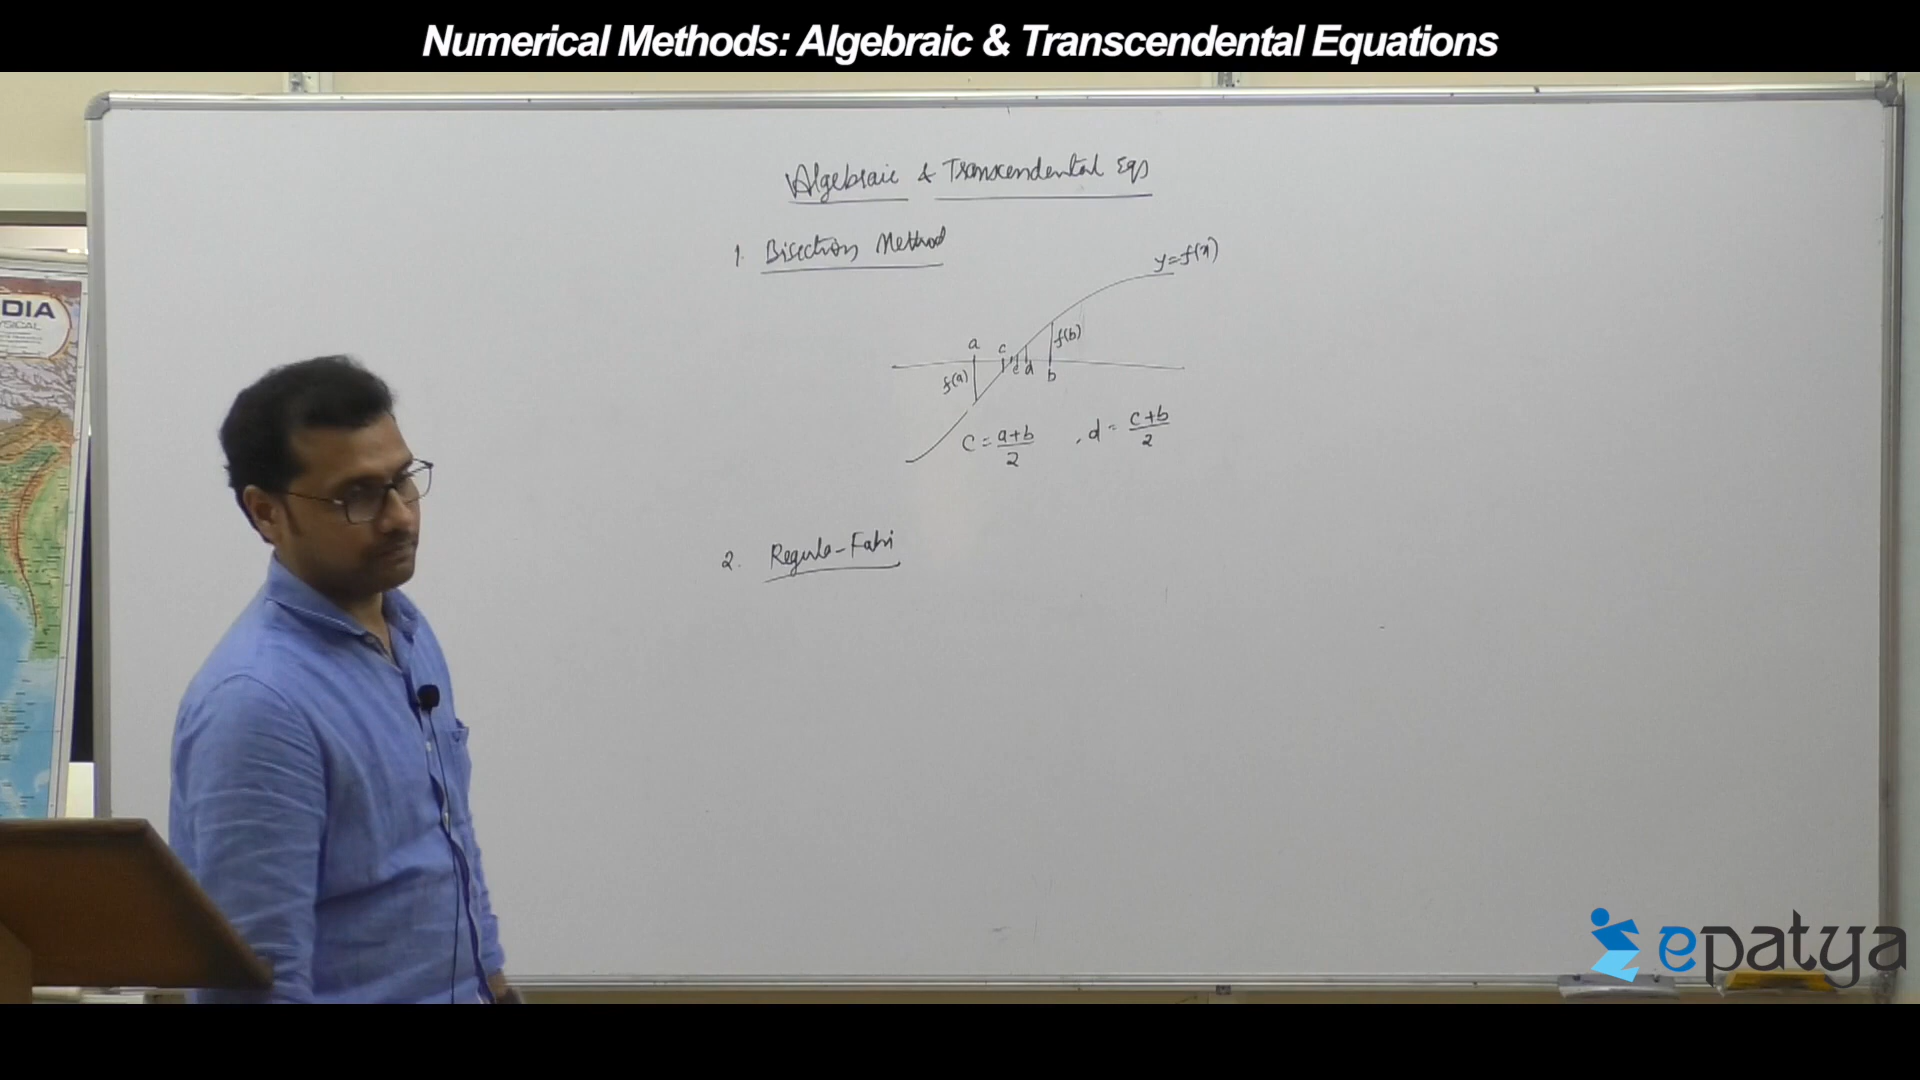 Numerical Methods: Algebraic & Transcendental Equations
Algebraic & Transcendental Eqs
1. Bisection Method
y=f(x)
a c f(b)
f(a) e d b
C = a+b/2 , d = c+b/2
2. Regula-Falsi
DIA
epatya